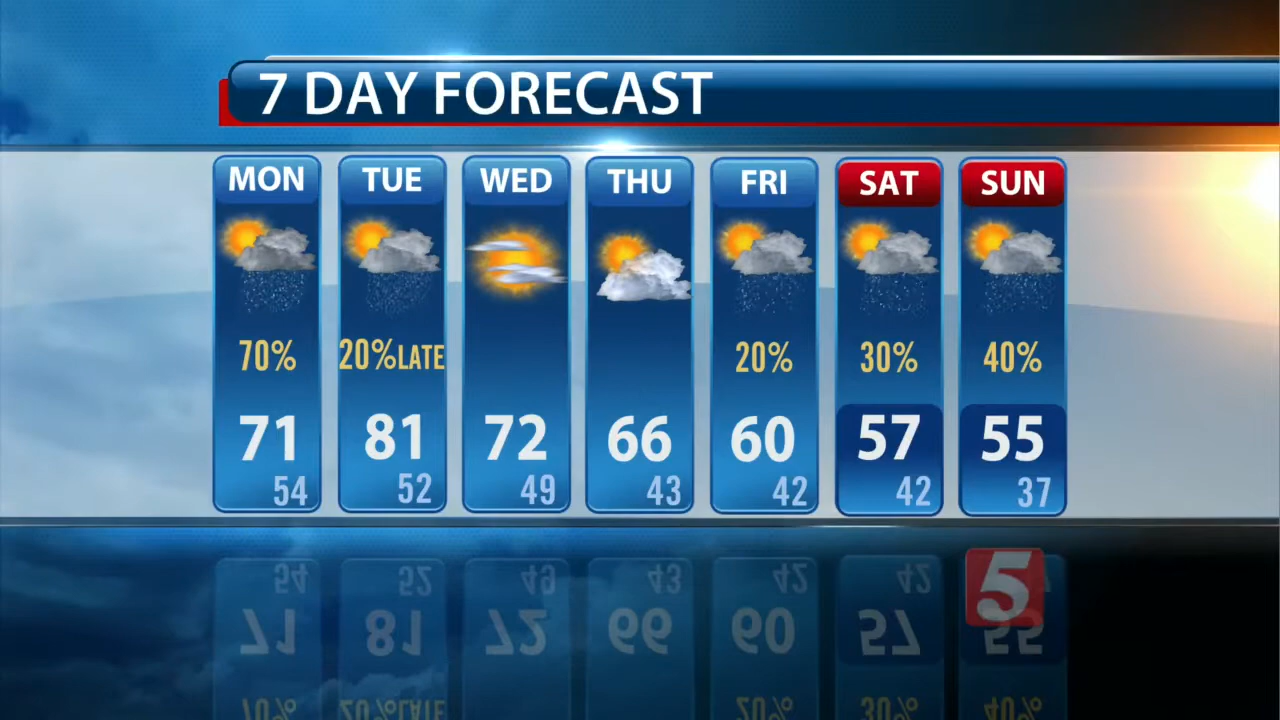 7 DAY FORECAST
MON TUE WED THU FRI SAT SUN
70% 20%LATE 20% 30% 40%
71 81 72 66 60 57 55
54 52 49 43 42 42 37
5